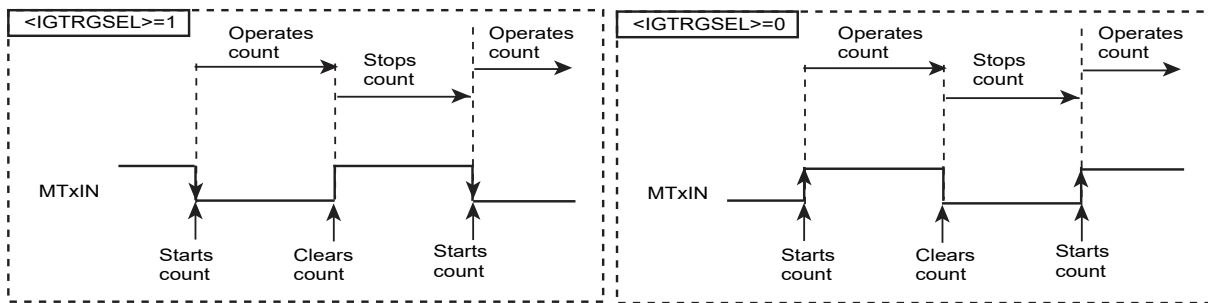 <IGTRGSEL>=1
Operates
count
Stops
count
Operates
count
MTxIN
Starts
count
Clears
count
Starts
count
<IGTRGSEL>=0
Operates
count
Stops
count
Operates
count
MTxIN
Starts
count
Clears
count
Starts
count